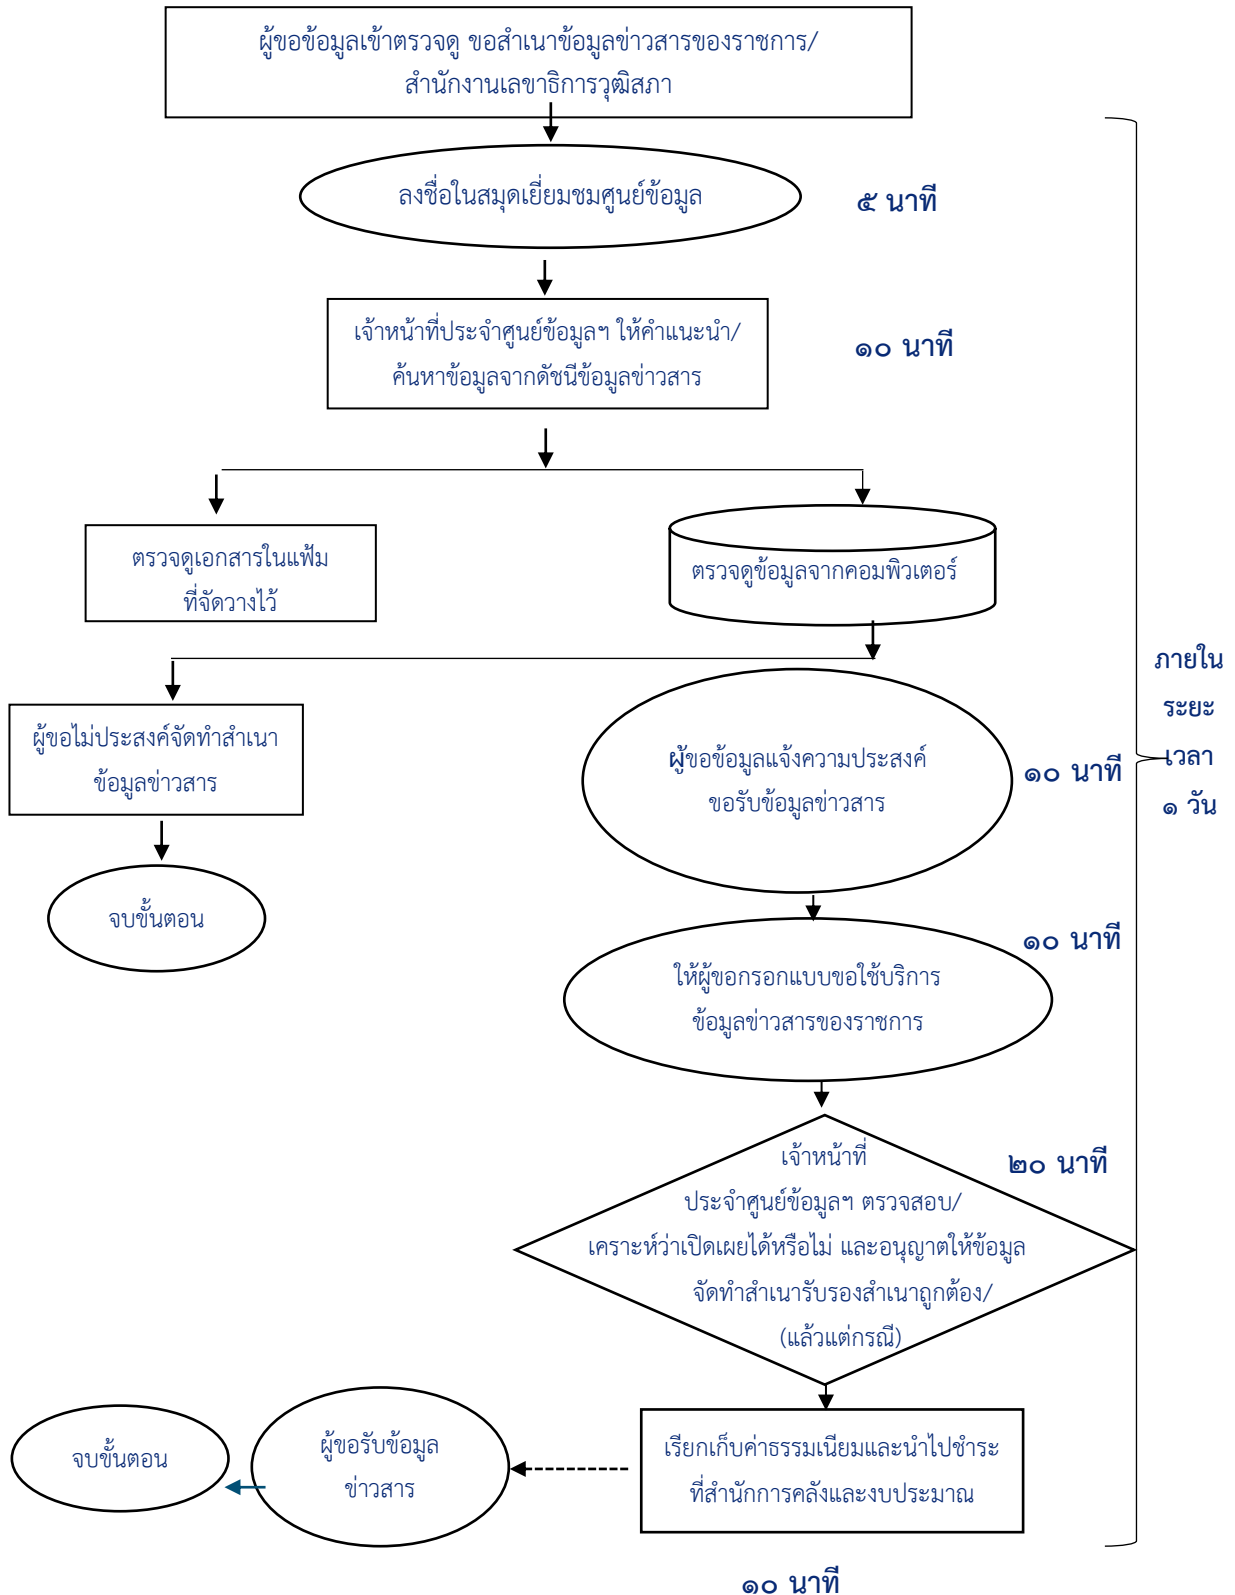 ผู้ขอข้อมูลเข้าตรวจดู ขอสำเนาข้อมูลข่าวสารของราชการ/
สำนักงานเลขาธิการวุฒิสภา
ลงชื่อในสมุดเยี่ยมชมศูนย์ข้อมูล
๕ นาที
เจ้าหน้าที่ประจำศูนย์ข้อมูลฯ ให้คำแนะนำ/
ค้นหาข้อมูลจากดัชนีข้อมูลข่าวสาร
๑๐ นาที
ตรวจดูเอกสารในแฟ้ม
ที่จัดวางไว้
ตรวจดูข้อมูลจากคอมพิวเตอร์
ผู้ขอไม่ประสงค์จัดทำสำเนา
ข้อมูลข่าวสาร
จบขั้นตอน
ผู้ขอข้อมูลแจ้งความประสงค์
ขอรับข้อมูลข่าวสาร
๑๐ นาที
ภายใน
ระยะ
เวลา
๑ วัน
ให้ผู้ขอกรอกแบบขอใช้บริการ
ข้อมูลข่าวสารของราชการ
๑๐ นาที
เจ้าหน้าที่
ประจำศูนย์ข้อมูลฯ ตรวจสอบ/
เคราะห์ว่าเปิดเผยได้หรือไม่ และอนุญาตให้ข้อมูล
จัดทำสำเนารับรองสำเนาถูกต้อง/
(แล้วแต่กรณี)
๒๐ นาที
เรียกเก็บค่าธรรมเนียมและนำไปชำระ
ที่สำนักการคลังและงบประมาณ
๑๐ นาที
ผู้ขอรับข้อมูล
ข่าวสาร
จบขั้นตอน